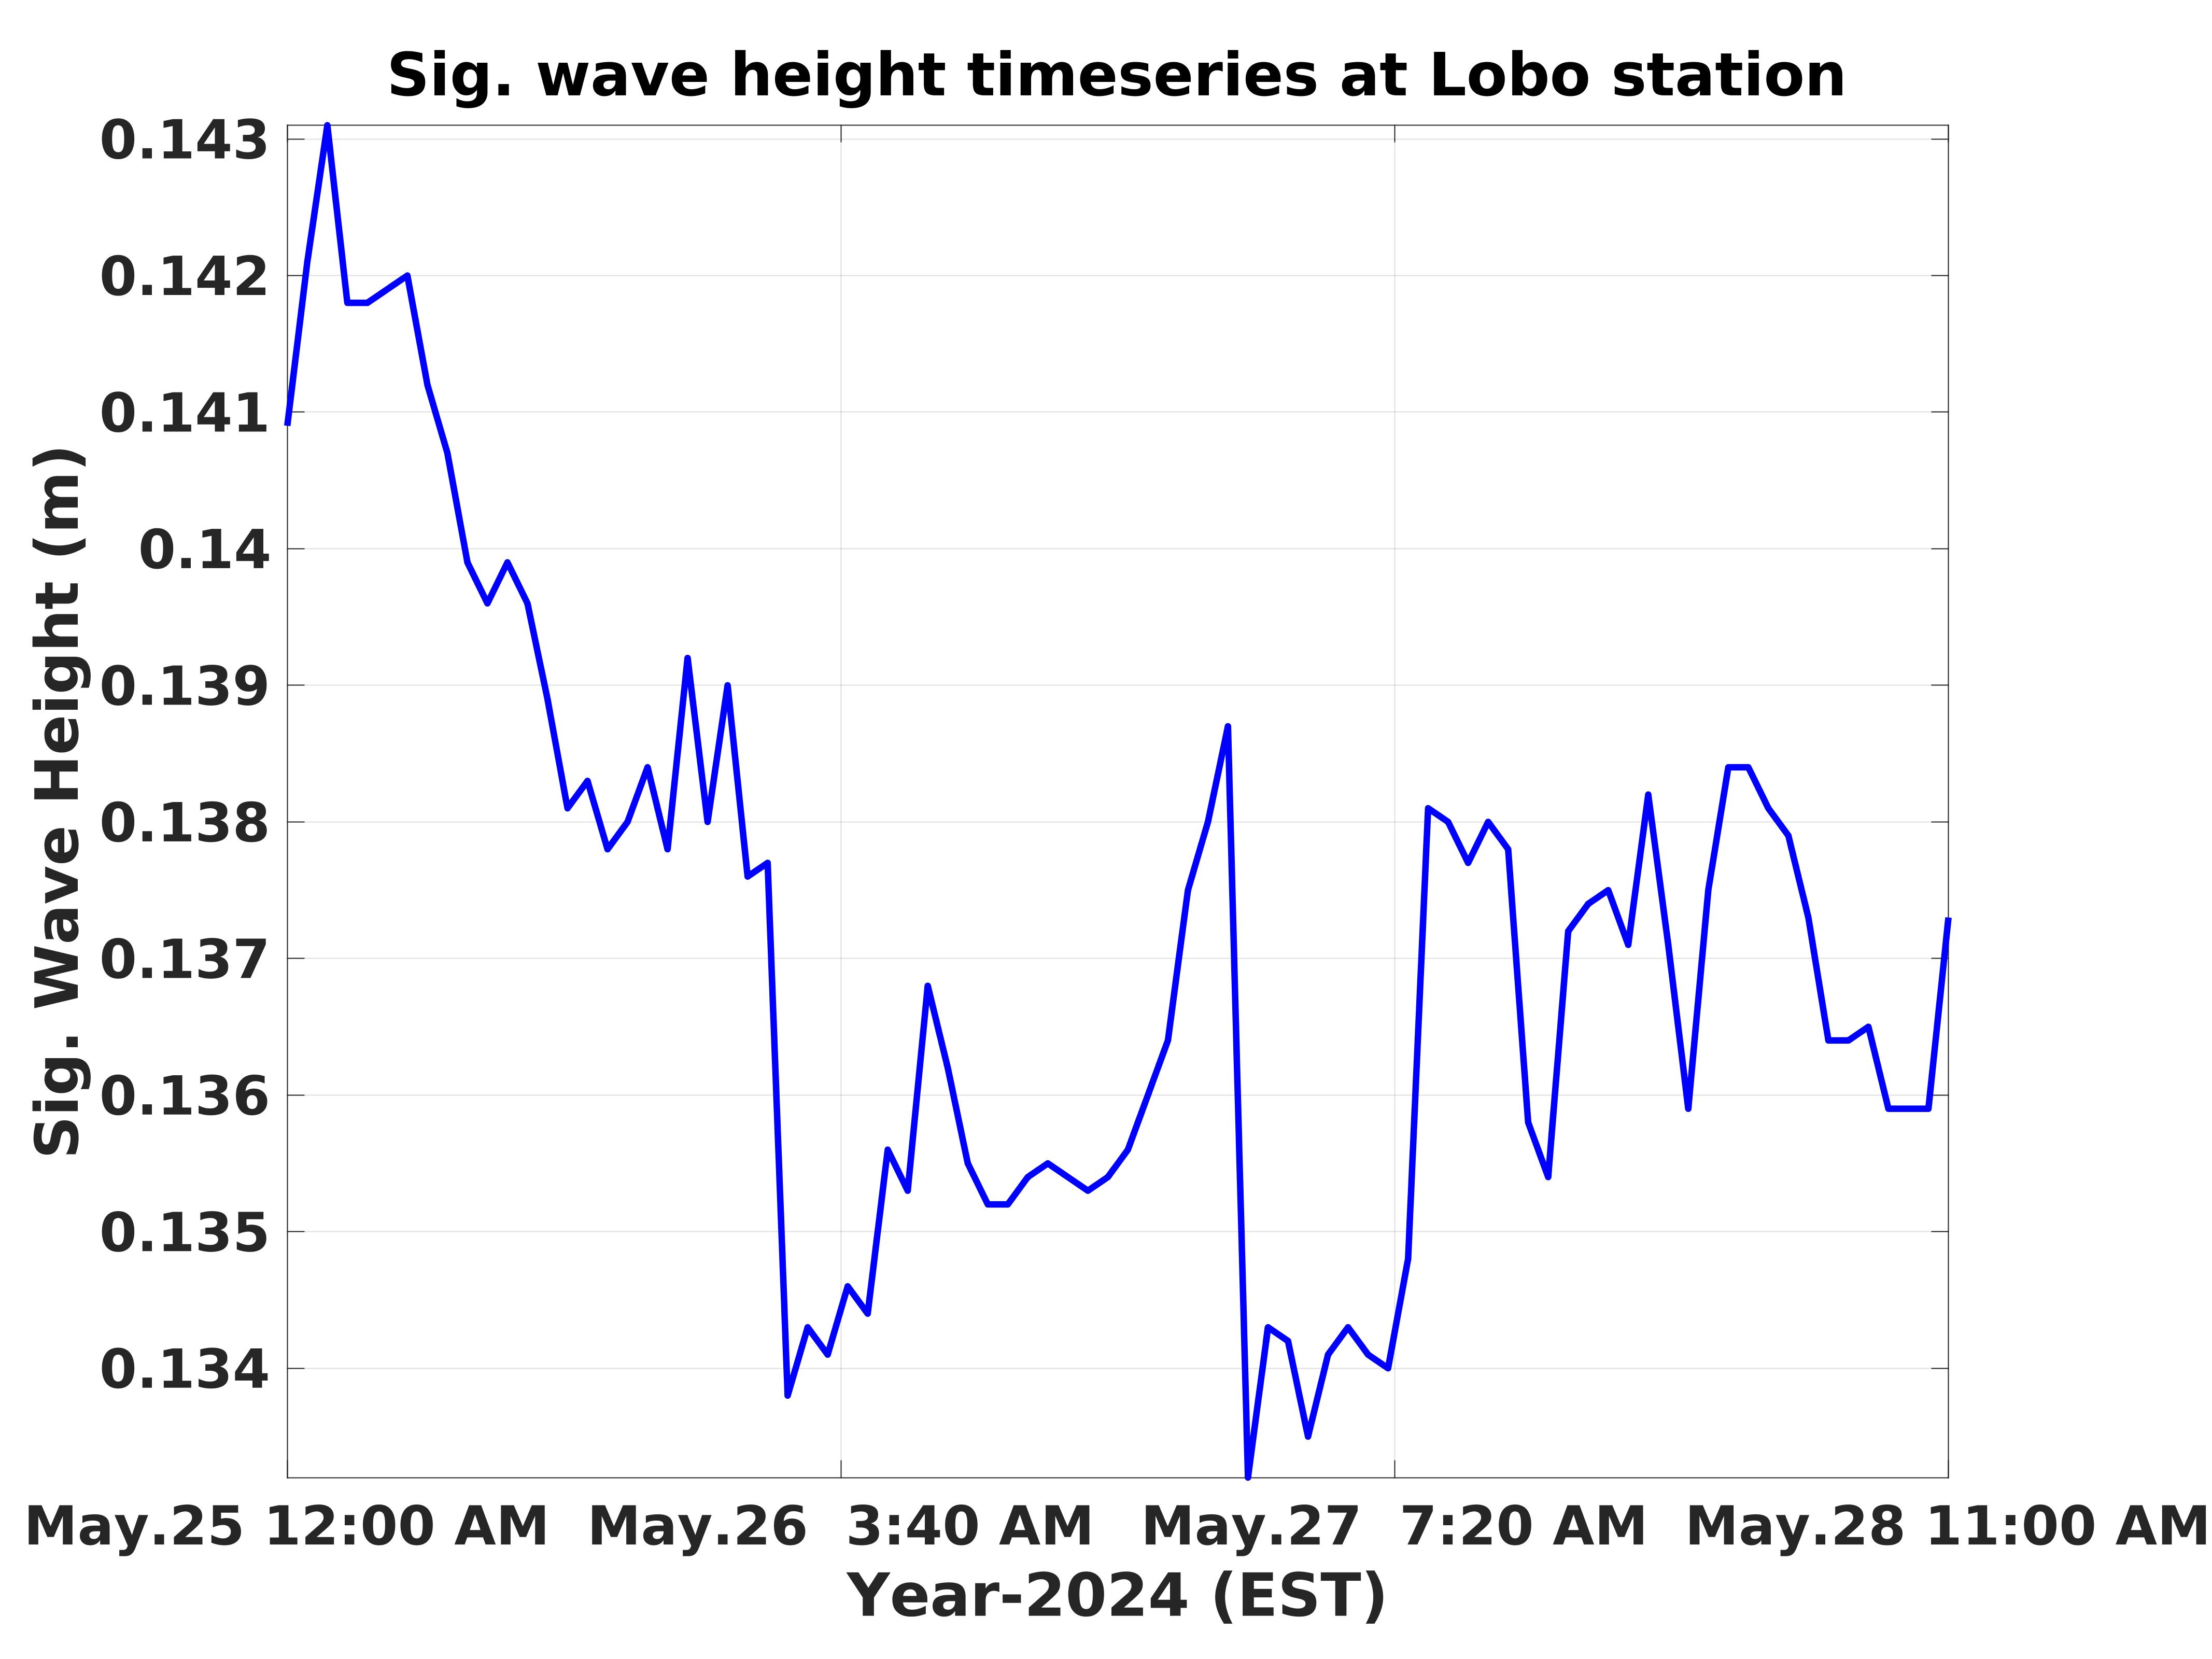 Sig. wave height timeseries at Lobo station
0.143
0.142
0.141
0.14
0.139
0.138
0.137
0.136
0.135
0.134
Sig. Wave Height (m)
May.25 12:00 AM May.26 3:40 AM May.27 7:20 AM May.28 11:00 AM
Year-2024 (EST)